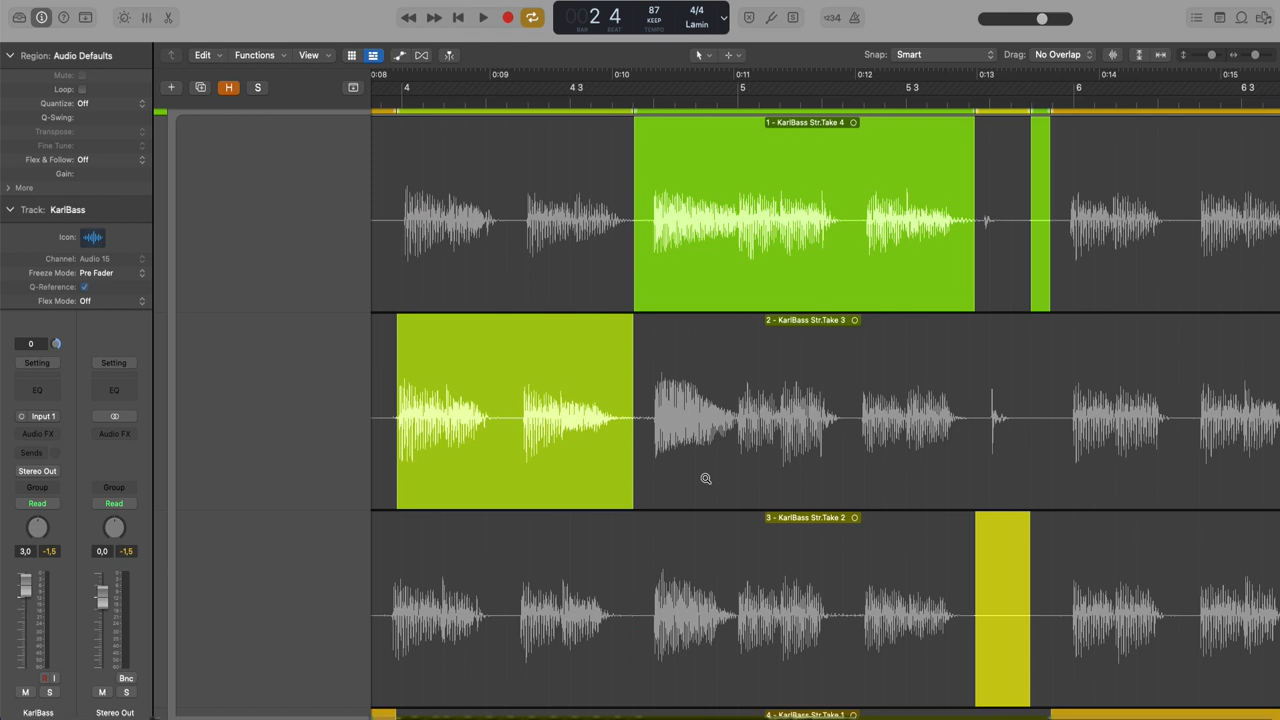 002 4
BAR BEAT
87
KEEP
TEMPO
4/4
Lamin
1234
Region: Audio Defaults
Mute:
Loop:
Quantize: Off
Q-Swing:
Transpose:
Fine Tune:
Flex & Follow: Off
Gain:
More
Track: KarlBass
Icon:
Channel: Audio 15
Freeze Mode: Pre Fader
Q-Reference:
Flex Mode: Off
Edit Functions View
Snap: Smart
Drag: No Overlap
H S
0:08 0:09 0:10 0:11 0:12 0:13 0:14 0:15
4 4 3 5 5 3 6 6 3
1 - KarlBass Str.Take 4
2 - KarlBass Str.Take 3
3 - KarlBass Str.Take 2
4 - KarlBass Str.Take 1
0
Setting Setting
EQ EQ
Input 1
Audio FX Audio FX
Sends
Stereo Out
Group Group
Read Read
3,0 -1,5 0,0 -1,5
I Bnc
M S M S
KarlBass Stereo Out